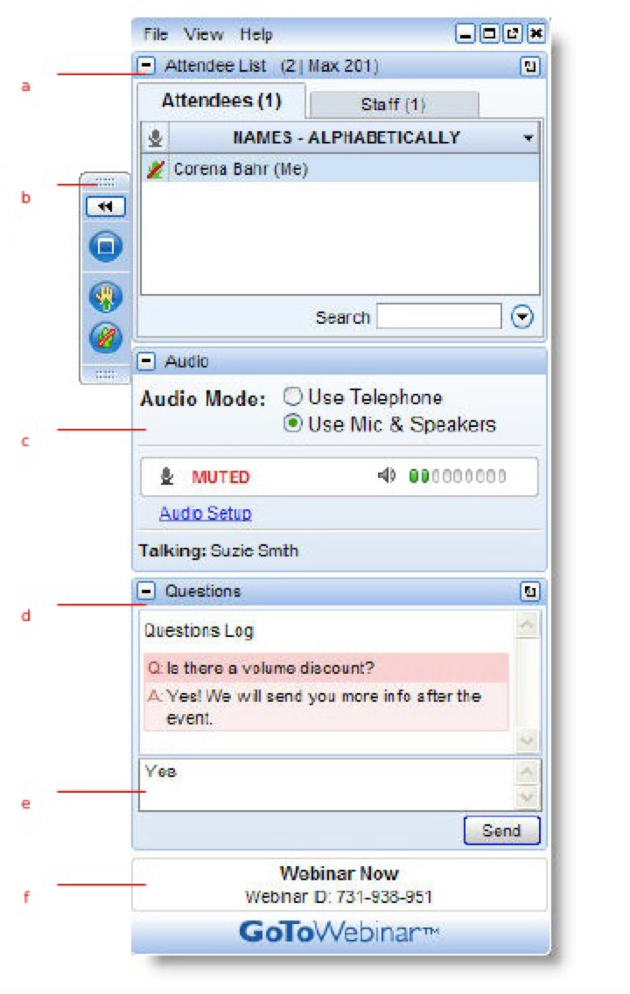 File View Help
a
Attendee List (2 | Max 201)
Attendees (1)
Staff (1)
NAMES - ALPHABETICALLY
b
Corena Bahr (Me)
Search
Audio
Audio Mode:
Use Telephone
c
Use Mic & Speakers
MUTED
Audio Setup
Talking: Suzie Smth
d
Questions
Questions Log
Q: Is there a volume discount?
A: Yes! We will send you more info after the
event.
Yes
e
Send
Webinar Now
f
Webinar ID: 731-938-951
GoToWebinar™